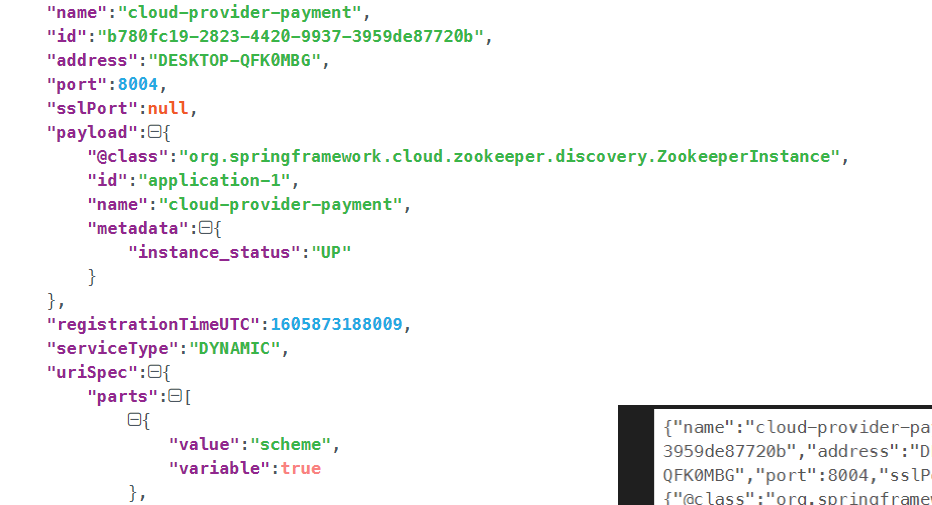 "name":"cloud-provider-payment",
"id":"b780fc19-2823-4420-9937-3959de87720b",
"address":"DESKTOP-QFK0MBG",
"port":8004,
"sslPort":null,
"payload":{
"@class":"org.springframework.cloud.zookeeper.discovery.ZookeeperInstance",
"id":"application-1",
"name":"cloud-provider-payment",
"metadata":{
"instance_status":"UP"
}
},
"registrationTimeUTC":1605873188009,
"serviceType":"DYNAMIC",
"uriSpec":{
"parts":[
{
"value":"scheme",
"variable":true
},
{"name":"cloud-provider-pa
3959de87720b","address":"D
QFK0MBG","port":8004,"sslP
{"@class":"org.springframew